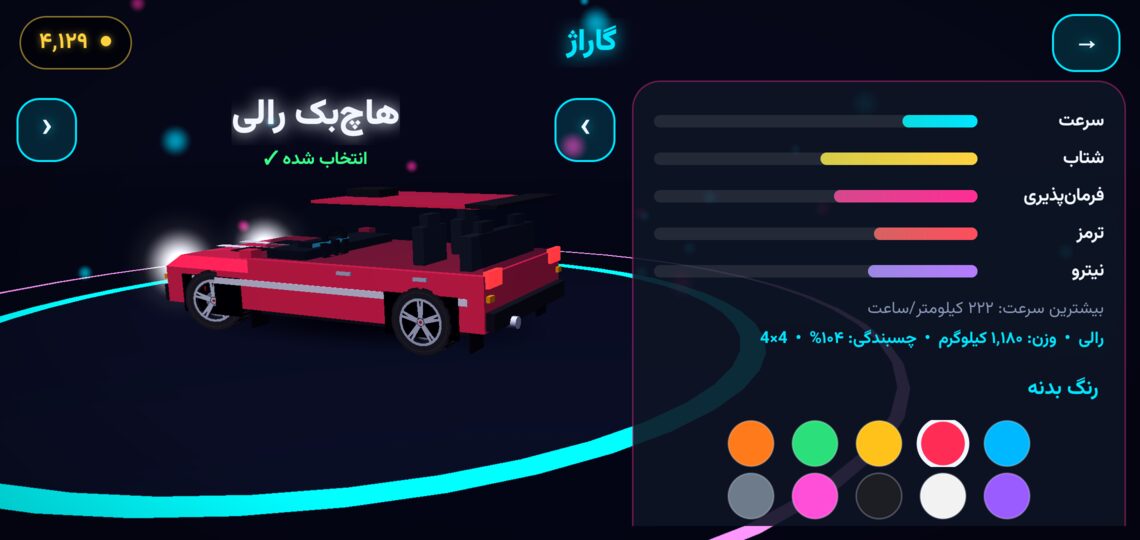 →
گاراژ
۴,۱۲۹
هاچ‌بک رالی
انتخاب شده ✓
سرعت
شتاب
فرمان‌پذیری
ترمز
نیترو
بیشترین سرعت: ۲۲۲ کیلومتر/ساعت
رالی • وزن: ۱,۱۸۰ کیلوگرم • چسبندگی: ۱۰۴% • 4×4
رنگ بدنه